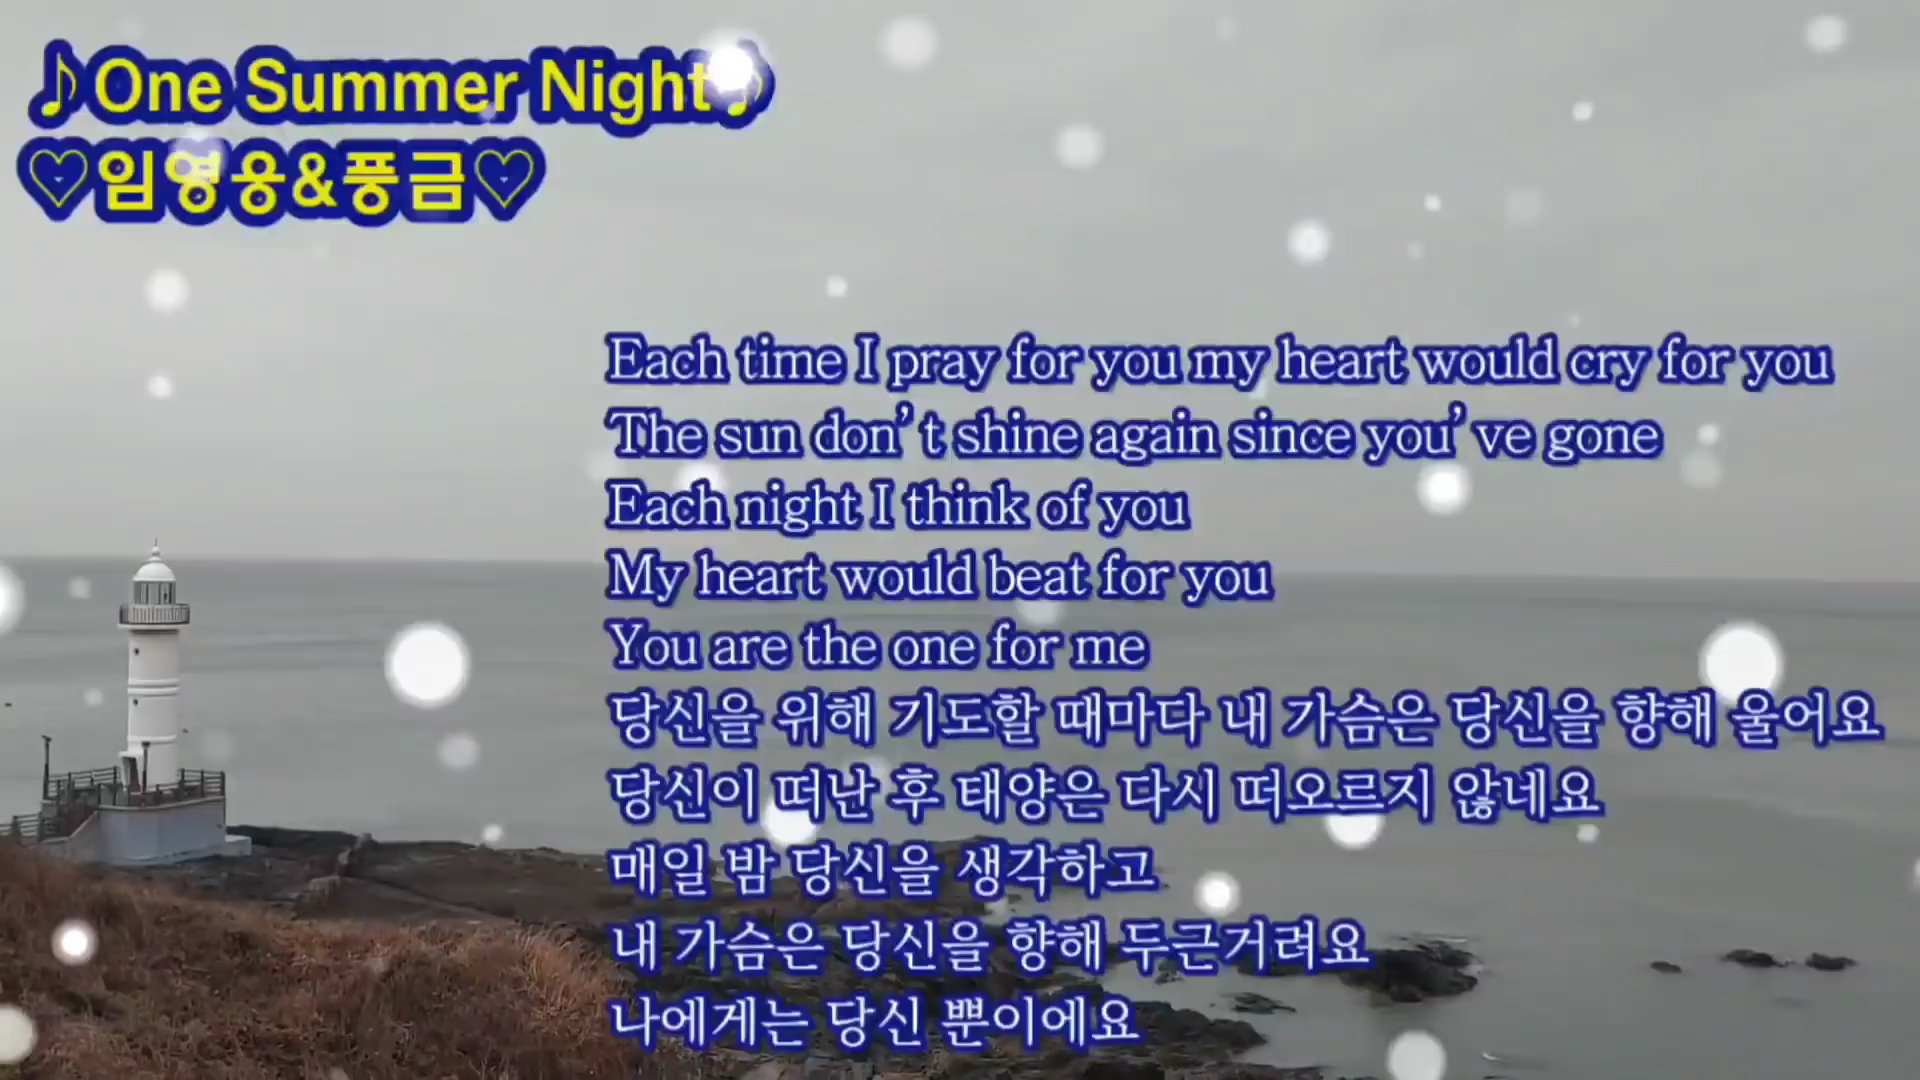 ♪One Summer Night♪
♡임영웅&풍금♡
Each time I pray for you my heart would cry for you
The sun don't shine again since you've gone
Each night I think of you
My heart would beat for you
You are the one for me
당신을 위해 기도할 때마다 내 가슴은 당신을 향해 울어요
당신이 떠난 후 태양은 다시 떠오르지 않네요
매일 밤 당신을 생각하고
내 가슴은 당신을 향해 두근거려요
나에게는 당신 뿐이에요